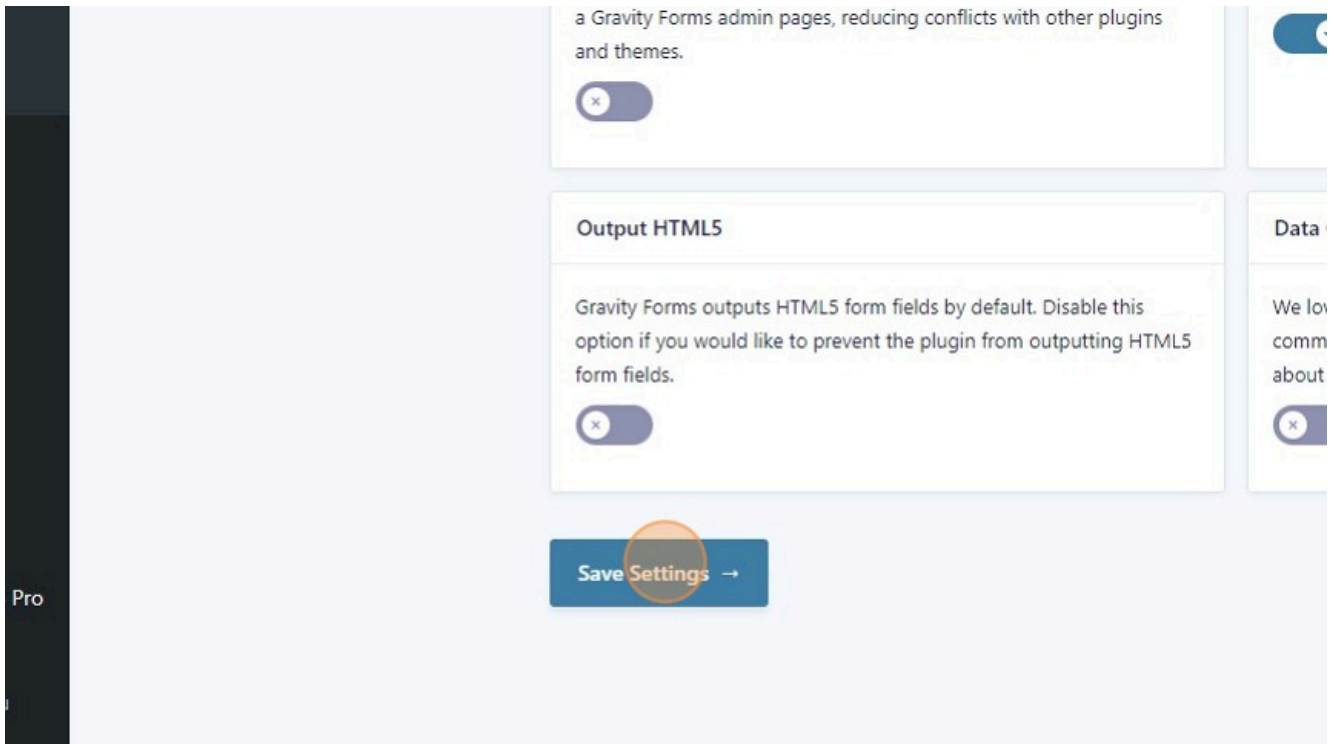 a Gravity Forms admin pages, reducing conflicts with other plugins
and themes.
Output HTML5
Gravity Forms outputs HTML5 form fields by default. Disable this
option if you would like to prevent the plugin from outputting HTML5
form fields.
Save Settings →
Data
We lov
comm
about
Pro